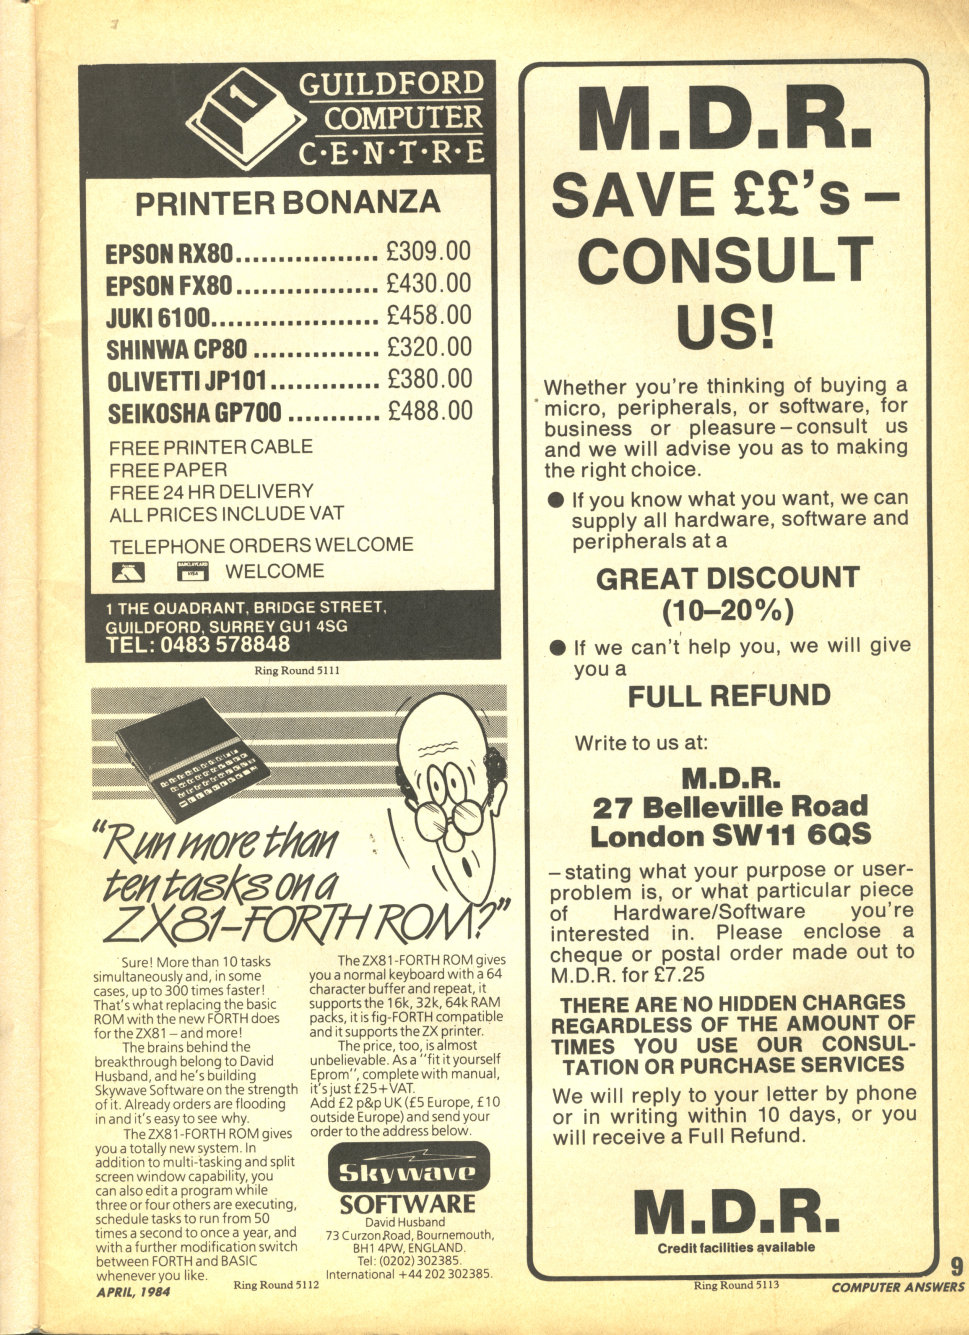 1
GUILDFORD
COMPUTER
C·E·N·T·R·E
PRINTER BONANZA
EPSON RX80................. £309.00
EPSON FX80................. £430.00
JUKI 6100.................... £458.00
SHINWA CP80 ............... £320.00
OLIVETTI JP101............. £380.00
SEIKOSHA GP700 ........... £488.00
FREE PRINTER CABLE
FREE PAPER
FREE 24 HR DELIVERY
ALL PRICES INCLUDE VAT
TELEPHONE ORDERS WELCOME
BARCLAYCARD
VISA
WELCOME
1 THE QUADRANT, BRIDGE STREET,
GUILDFORD, SURREY GU1 4SG
TEL: 0483 578848
Ring Round 5111
"Run more than
ten tasks on a
ZX81-FORTH ROM?"
Sure! More than 10 tasks
simultaneously and, in some
cases, up to 300 times faster!
That's what replacing the basic
ROM with the new FORTH does
for the ZX81 – and more!
The brains behind the
breakthrough belong to David
Husband, and he's building
Skywave Software on the strength
of it. Already orders are flooding
in and it's easy to see why.
The ZX81-FORTH ROM gives
you a totally new system. In
addition to multi-tasking and split
screen window capability, you
can also edit a program while
three or four others are executing,
schedule tasks to run from 50
times a second to once a year, and
with a further modification switch
between FORTH and BASIC
whenever you like.
The ZX81-FORTH ROM gives
you a normal keyboard with a 64
character buffer and repeat, it
supports the 16k, 32k, 64k RAM
packs, it is fig-FORTH compatible
and it supports the ZX printer.
The price, too, is almost
unbelievable. As a "fit it yourself
Eprom", complete with manual,
it's just £25+VAT.
Add £2 p&p UK (£5 Europe, £10
outside Europe) and send your
order to the address below.
Skywave
SOFTWARE
David Husband
73 Curzon Road, Bournemouth,
BH1 4PW, ENGLAND.
Tel: (0202) 302385.
International +44 202 302385.
Ring Round 5112
APRIL, 1984
M.D.R.
SAVE ££'s –
CONSULT
US!
Whether you're thinking of buying a
micro, peripherals, or software, for
business or pleasure – consult us
and we will advise you as to making
the right choice.
● If you know what you want, we can
supply all hardware, software and
peripherals at a
GREAT DISCOUNT
(10–20%)
● If we can't help you, we will give
you a
FULL REFUND
Write to us at:
M.D.R.
27 Belleville Road
London SW11 6QS
– stating what your purpose or user-
problem is, or what particular piece
of Hardware/Software you're
interested in. Please enclose a
cheque or postal order made out to
M.D.R. for £7.25
THERE ARE NO HIDDEN CHARGES
REGARDLESS OF THE AMOUNT OF
TIMES YOU USE OUR CONSUL-
TATION OR PURCHASE SERVICES
We will reply to your letter by phone
or in writing within 10 days, or you
will receive a Full Refund.
M.D.R.
Credit facilities available
Ring Round 5113
9
COMPUTER ANSWERS